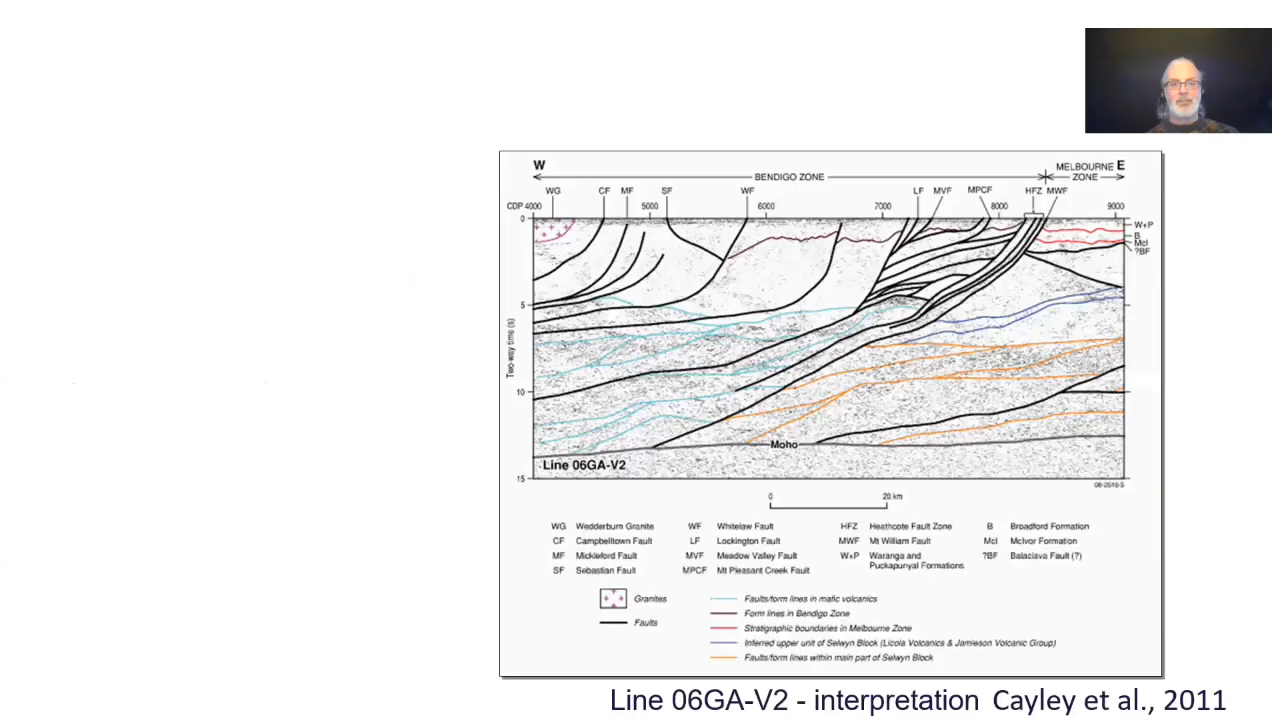 W
MELBOURNE E
BENDIGO ZONE
ZONE
WG CF MF SF WF LF MVF MPCF HFZ MWF
CDP 4000 5000 6000 7000 8000 9000
0
W+P
B
McI
?BF
5
Two-way time (s)
10
Moho
Line 06GA-V2
15
06-2518-5
0 20 km
WG Wedderburn Granite WF Whitelaw Fault HFZ Heathcote Fault Zone B Broadford Formation
CF Campbelltown Fault LF Lockington Fault MWF Mt William Fault McI McIvor Formation
MF Mickleford Fault MVF Meadow Valley Fault W+P Waranga and ?BF Balaclava Fault (?)
Puckapunyal Formations
SF Sebastian Fault MPCF Mt Pleasant Creek Fault
Granites Faults/form lines in mafic volcanics
Form lines in Bendigo Zone
Faults Stratigraphic boundaries in Melbourne Zone
Inferred upper unit of Selwyn Block (Licola Volcanics & Jamieson Volcanic Group)
Faults/form lines within main part of Selwyn Block
Line 06GA-V2 - interpretation Cayley et al., 2011